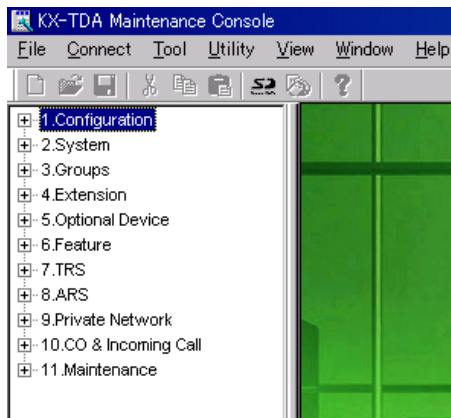 KX-TDA Maintenance Console
File Connect Tool Utility View Window Help
1.Configuration
2.System
3.Groups
4.Extension
5.Optional Device
6.Feature
7.TRS
8.ARS
9.Private Network
10.CO & Incoming Call
11.Maintenance